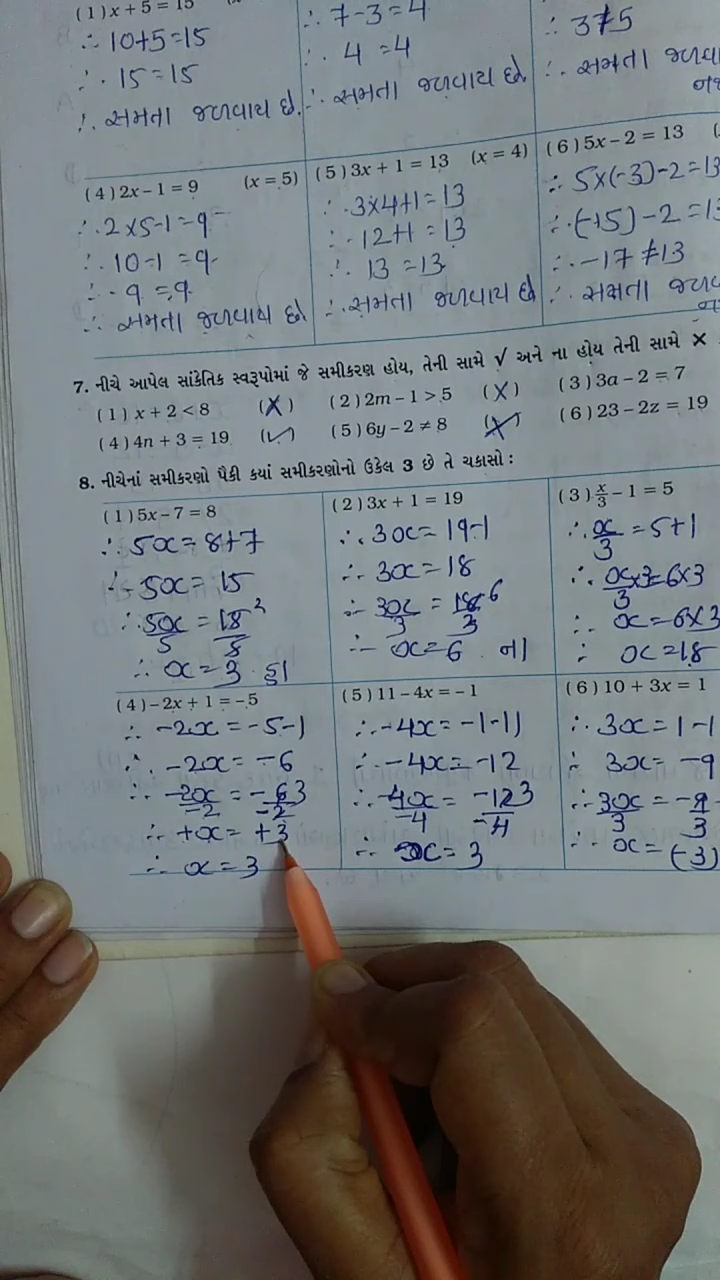 (1) x + 5 = 15
∴ 10+5=15
∴ 15=15
∴ સમતા જળવાય છે.
∴ 7-3=4
∴ 4=4
∴ સમતા જળવાય છે.
∴ 3≠5
∴ સમતા
(4) 2x – 1 = 9 (x = 5)
∴ 2×5-1=9
∴ 10-1=9
∴ 9=9
∴ સમતા જળવાય છે
(5) 3x + 1 = 13 (x = 4)
∴ 3×4+1=13
∴ 12+1=13
∴ 13=13
∴ સમતા જળવાય છે
(6) 5x – 2 = 13
∴ 5×(-3)-2=13
∴ (-15)-2=13
∴ -17≠13
∴ સમતા
7. નીચે આપેલ સાંકેતિક સ્વરૂપોમાં જે સમીકરણ હોય, તેની સામે √ અને ના હોય તેની સામે ×
(1) x + 2 < 8 (X) (2) 2m – 1 > 5 (X) (3) 3a – 2 = 7
(4) 4n + 3 = 19 (✓) (5) 6y – 2 ≠ 8 (X) (6) 23 – 2z = 19
8. નીચેનાં સમીકરણો પૈકી કયાં સમીકરણોનો ઉકેલ 3 છે તે ચકાસો :
(1) 5x – 7 = 8
∴ 5x=8+7
∴ 5x=15
∴ 5x/5
∴ x=3 હા
(2) 3x + 1 = 19
∴ 3x=19-1
∴ 3x=18
∴ 3x/3=18/3 6
∴ x=6 ના
(3) x/3 – 1 = 5
∴ x/3=5+1
∴ x×3/3=6×3
∴ x=6×3
∴ x=18
(4) – 2x + 1 = – 5
∴ -2x=-5-1
∴ -2x=-6
∴ -2x/-2=-6/-2 3
∴ +x=+3
∴ x=3
(5) 11 – 4x = – 1
∴ -4x=-1-11
∴ -4x=-12
∴ -4x/-4=-12/-4 3
∴ x=3
(6) 10 + 3x = 1
∴ 3x=1-1
∴ 3x=-9
∴ 3x/3=-9/3
∴ x=(-3)